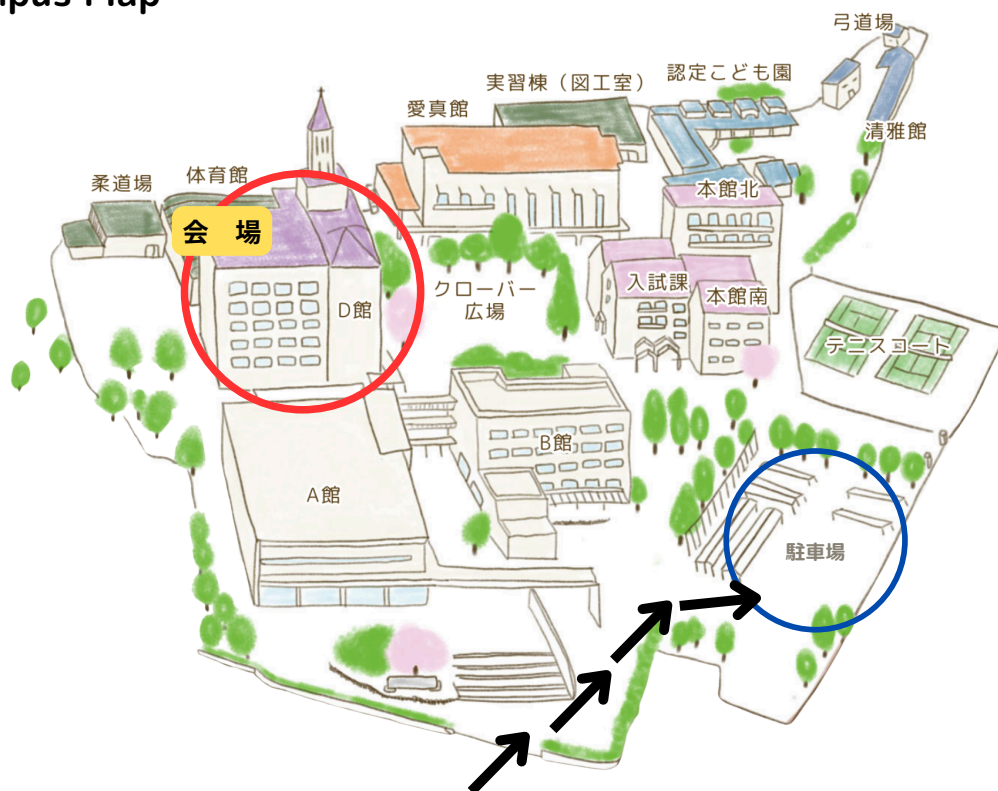 pus Map
弓道場
認定こども園
実習棟（図工室）
愛真館
清雅館
体育館
柔道場
本館北
会 場
入試課
クローバー
広場
本館南
D館
テニスコート
B館
A館
駐車場